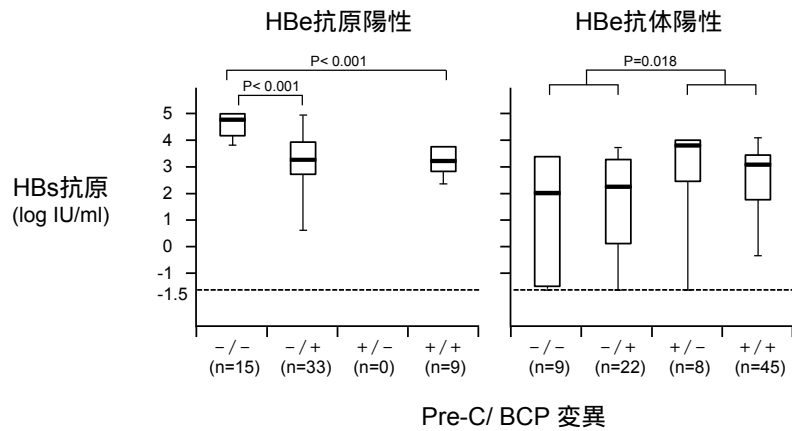 HBe抗原陽性
HBe抗体陽性
P< 0.001
P=0.018
P< 0.001
HBs抗原
(log IU/ml)
5
4
3
2
1
0
-1
-1.5
−/− −/+ +/− +/+ −/− −/+ +/− +/+
(n=15) (n=33) (n=0) (n=9) (n=9) (n=22) (n=8) (n=45)
Pre-C/ BCP 変異